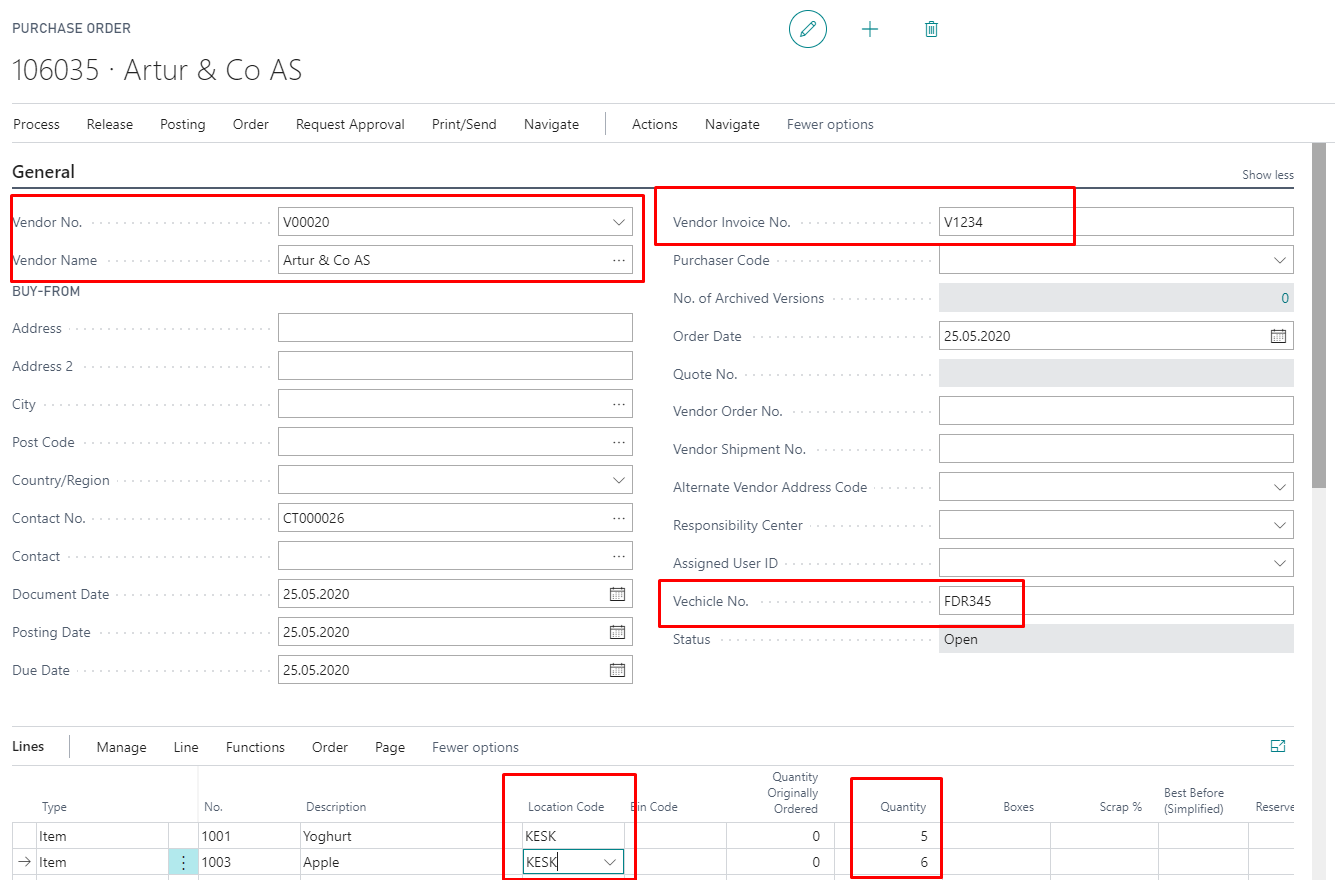 PURCHASE ORDER
106035 · Artur & Co AS
Process Release Posting Order Request Approval Print/Send Navigate Actions Navigate Fewer options
General Show less
Vendor No. V00020
Vendor Name Artur & Co AS ...
BUY-FROM
Address
Address 2
City ...
Post Code ...
Country/Region
Contact No. CT000026 ...
Contact ...
Document Date 25.05.2020
Posting Date 25.05.2020
Due Date 25.05.2020
Vendor Invoice No. V1234
Purchaser Code
No. of Archived Versions 0
Order Date 25.05.2020
Quote No.
Vendor Order No.
Vendor Shipment No.
Alternate Vendor Address Code
Responsibility Center
Assigned User ID
Vechicle No. FDR345
Status Open
Lines Manage Line Functions Order Page Fewer options
Type No. Description Location Code Bin Code Quantity Originally Ordered Quantity Boxes Scrap % Best Before (Simplified) Reserve
Item 1001 Yoghurt KESK 0 5
Item 1003 Apple KESK 0 6